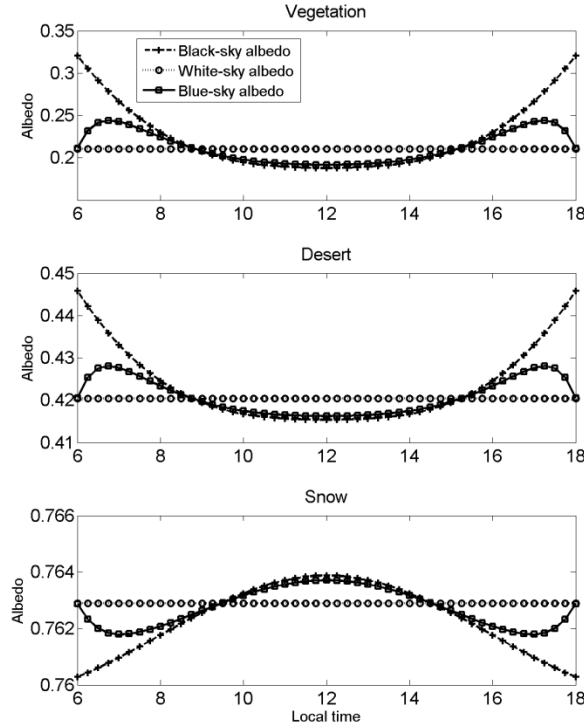 Vegetation
0.35
0.3
0.25
0.2
Albedo
Black-sky albedo
White-sky albedo
Blue-sky albedo
6 8 10 12 14 16 18
Desert
0.45
0.44
0.43
0.42
0.41
Albedo
6 8 10 12 14 16 18
Snow
0.766
0.764
0.762
0.76
Albedo
6 8 10 12 14 16 18
Local time